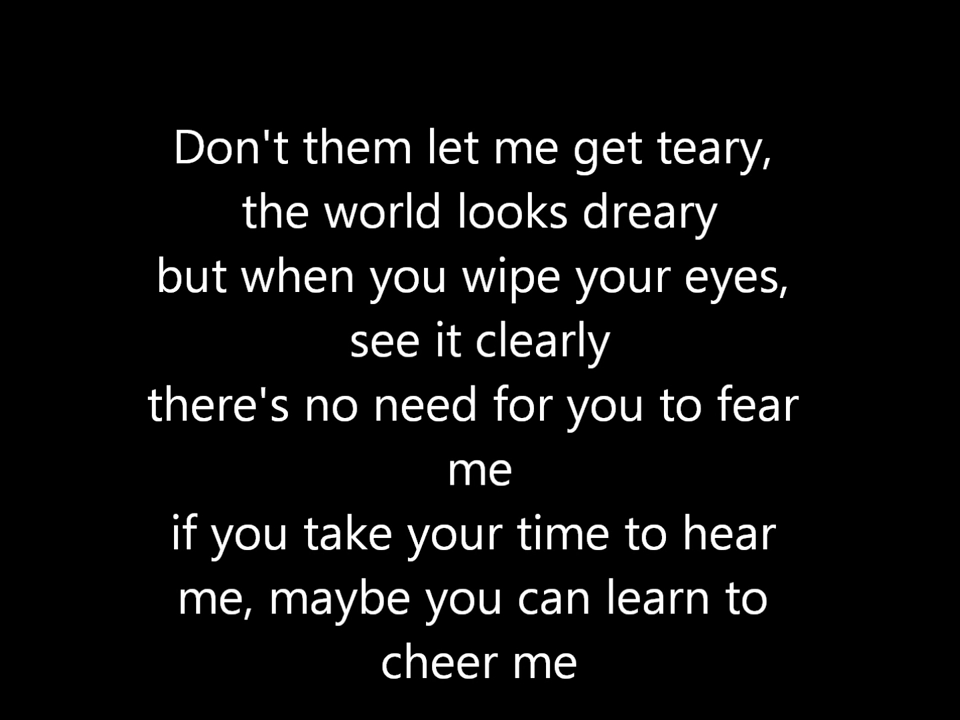 Don't them let me get teary,
the world looks dreary
but when you wipe your eyes,
see it clearly
there's no need for you to fear
me
if you take your time to hear
me, maybe you can learn to
cheer me